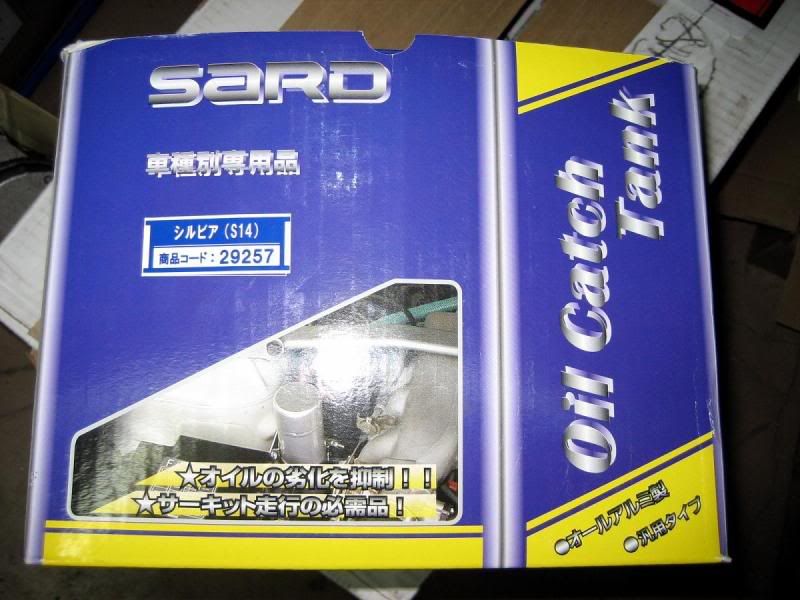 SARD
車種別専用品
シルビア(S14)
商品コード:29257
★オイルの劣化を抑制!!
★サーキット走行の必需品!
Oil Catch
Tank
●オールアルミ製
●汎用タイプ